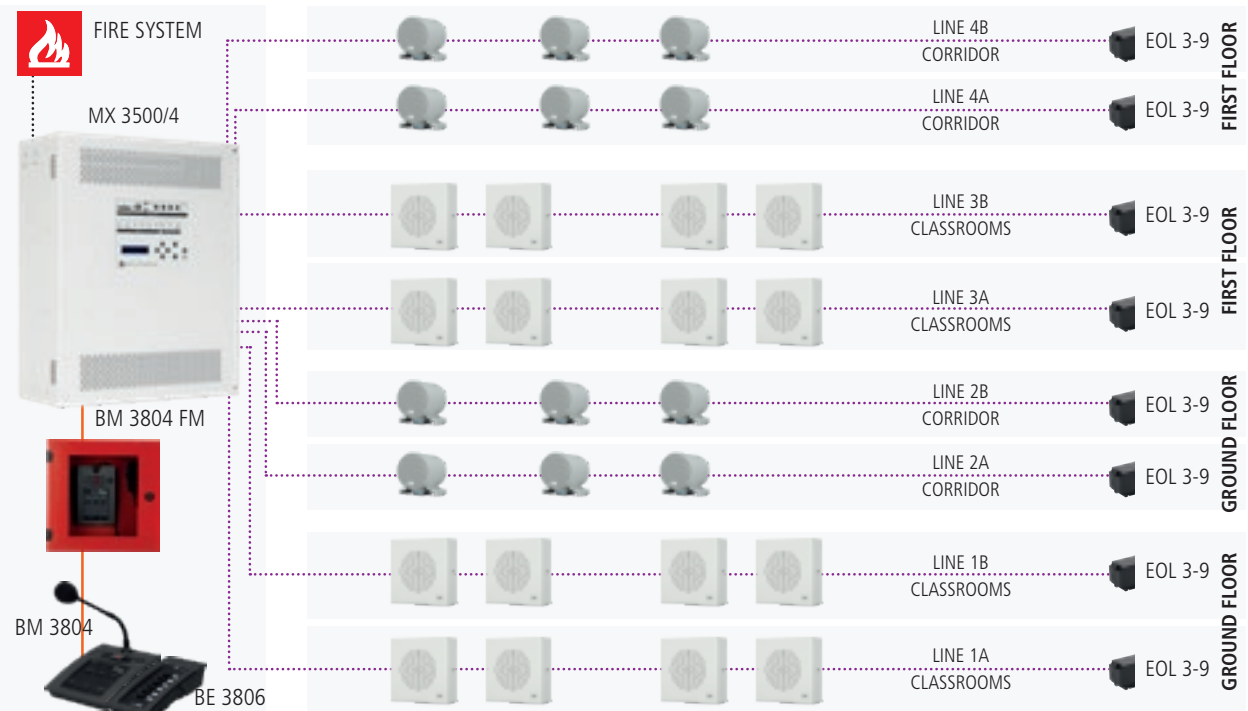 FIRE SYSTEM
MX 3500/4
BM 3804 FM
BM 3804
BE 3806
LINE 4B
CORRIDOR
EOL 3-9
LINE 4A
CORRIDOR
EOL 3-9
FIRST FLOOR
LINE 3B
CLASSROOMS
EOL 3-9
LINE 3A
CLASSROOMS
EOL 3-9
FIRST FLOOR
LINE 2B
CORRIDOR
EOL 3-9
LINE 2A
CORRIDOR
EOL 3-9
GROUND FLOOR
LINE 1B
CLASSROOMS
EOL 3-9
LINE 1A
CLASSROOMS
EOL 3-9
GROUND FLOOR